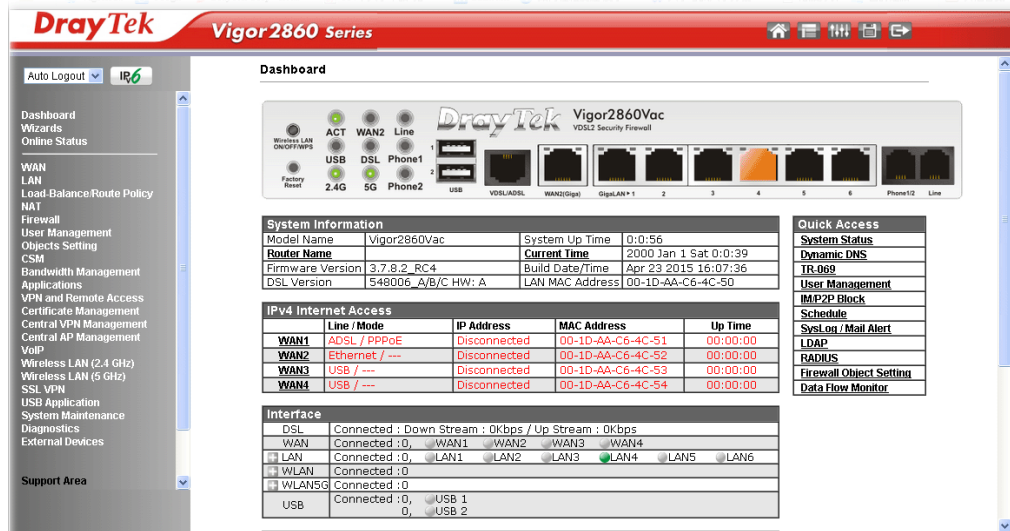 DrayTek Vigor2860 Series
Auto Logout IPv6
Dashboard
Wizards
Online Status
WAN
LAN
Load-Balance/Route Policy
NAT
Firewall
User Management
Objects Setting
CSM
Bandwidth Management
Applications
VPN and Remote Access
Certificate Management
Central VPN Management
Central AP Management
VoIP
Wireless LAN (2.4 GHz)
Wireless LAN (5 GHz)
SSL VPN
USB Application
System Maintenance
Diagnostics
External Devices
Support Area
Dashboard
Wireless LAN
ON/OFF/WPS
Factory
Reset
ACT WAN2 Line
USB DSL Phone1
2.4G 5G Phone2
DrayTek Vigor2860Vac
VDSL2 Security Firewall
1
2
USB VDSL/ADSL WAN2(Giga) GigaLAN 1 2 3 4 5 6 Phone1/2 Line
System Information
Model Name Vigor2860Vac System Up Time 0:0:56
Router Name Current Time 2000 Jan 1 Sat 0:0:39
Firmware Version 3.7.8.2_RC4 Build Date/Time Apr 23 2015 16:07:36
DSL Version 548006_A/B/C HW: A LAN MAC Address 00-1D-AA-C6-4C-50
IPv4 Internet Access
Line / Mode IP Address MAC Address Up Time
WAN1 ADSL / PPPoE Disconnected 00-1D-AA-C6-4C-51 00:00:00
WAN2 Ethernet / --- Disconnected 00-1D-AA-C6-4C-52 00:00:00
WAN3 USB / --- Disconnected 00-1D-AA-C6-4C-53 00:00:00
WAN4 USB / --- Disconnected 00-1D-AA-C6-4C-54 00:00:00
Interface
DSL Connected : Down Stream : 0Kbps / Up Stream : 0Kbps
WAN Connected :0, WAN1 WAN2 WAN3 WAN4
LAN Connected :0, LAN1 LAN2 LAN3 LAN4 LAN5 LAN6
WLAN Connected :0
WLAN5G Connected :0
USB Connected :0, USB 1
0, USB 2
Quick Access
System Status
Dynamic DNS
TR-069
User Management
IM/P2P Block
Schedule
SysLog / Mail Alert
LDAP
RADIUS
Firewall Object Setting
Data Flow Monitor